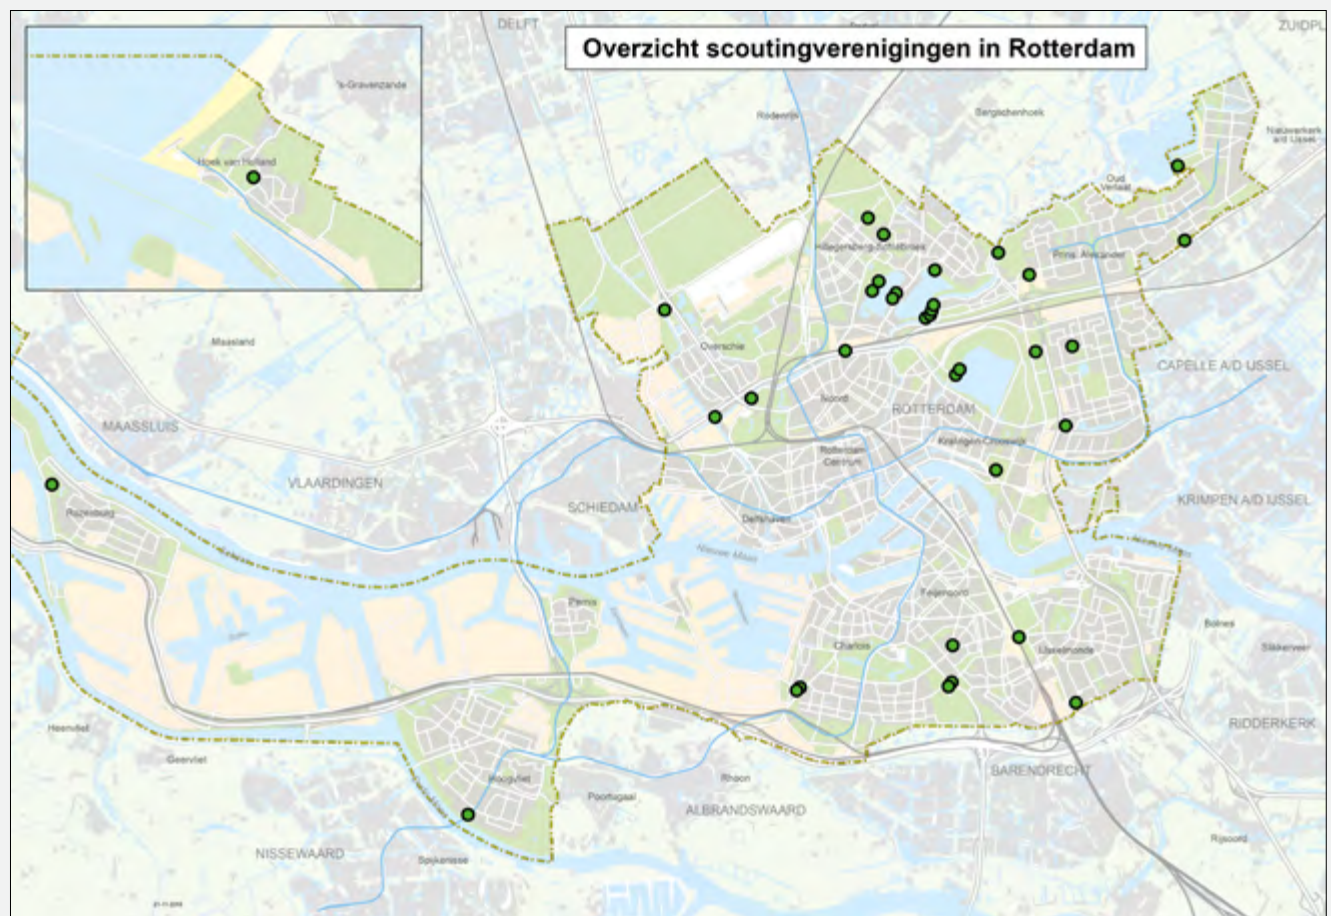 DELFT
ZUIDPL
Overzicht scoutingverenigingen in Rotterdam
's-Gravenzande
Rodenrijs
Bergschenhoek
Nieuwerkerk
a/d IJssel
Hoek van Holland
Oud
Verlaat
Hillegersberg-Schiebroek
Prins Alexander
Maasland
Overschie
CAPELLE A/D IJSSEL
Noord
ROTTERDAM
MAASSLUIS
Kralingen-Crooswijk
Rotterdam
Centrum
VLAARDINGEN
KRIMPEN A/D IJSSEL
SCHIEDAM
Rozenburg
Delfshaven
Nieuwe Maas
Pernis
Feijenoord
Bolnes
Charlois
IJsselmonde
Slikkerveer
Heenvliet
RIDDERKERK
Geervliet
Hoogvliet
Rhoon
BARENDRECHT
Poortugaal
ALBRANDSWAARD
Rijsoord
NISSEWAARD
Spijkenisse